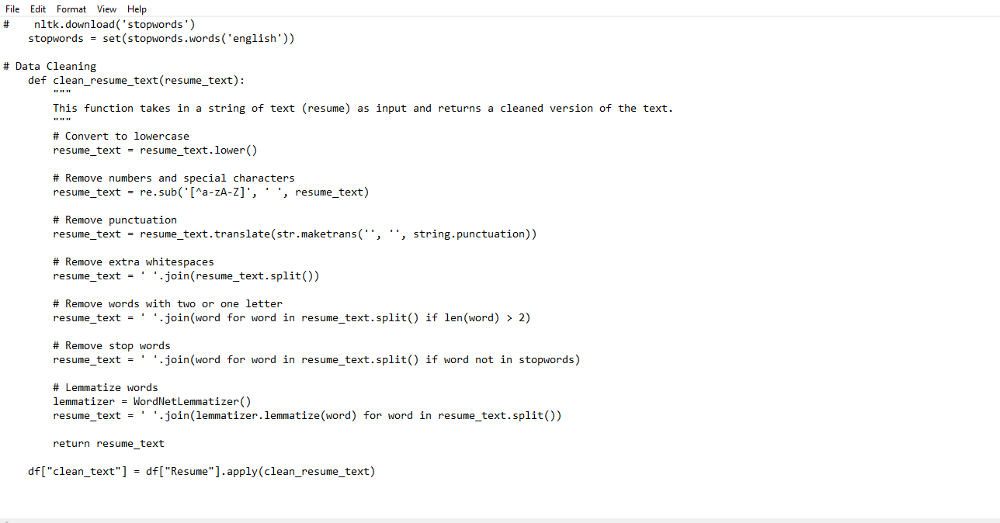 File Edit Format View Help
#    nltk.download('stopwords')
    stopwords = set(stopwords.words('english'))

# Data Cleaning
    def clean_resume_text(resume_text):
        """
        This function takes in a string of text (resume) as input and returns a cleaned version of the text.
        """
        # Convert to lowercase
        resume_text = resume_text.lower()

        # Remove numbers and special characters
        resume_text = re.sub('[^a-zA-Z]', ' ', resume_text)

        # Remove punctuation
        resume_text = resume_text.translate(str.maketrans('', '', string.punctuation))

        # Remove extra whitespaces
        resume_text = ' '.join(resume_text.split())

        # Remove words with two or one letter
        resume_text = ' '.join(word for word in resume_text.split() if len(word) > 2)

        # Remove stop words
        resume_text = ' '.join(word for word in resume_text.split() if word not in stopwords)

        # Lemmatize words
        lemmatizer = WordNetLemmatizer()
        resume_text = ' '.join(lemmatizer.lemmatize(word) for word in resume_text.split())

        return resume_text

    df["clean_text"] = df["Resume"].apply(clean_resume_text)